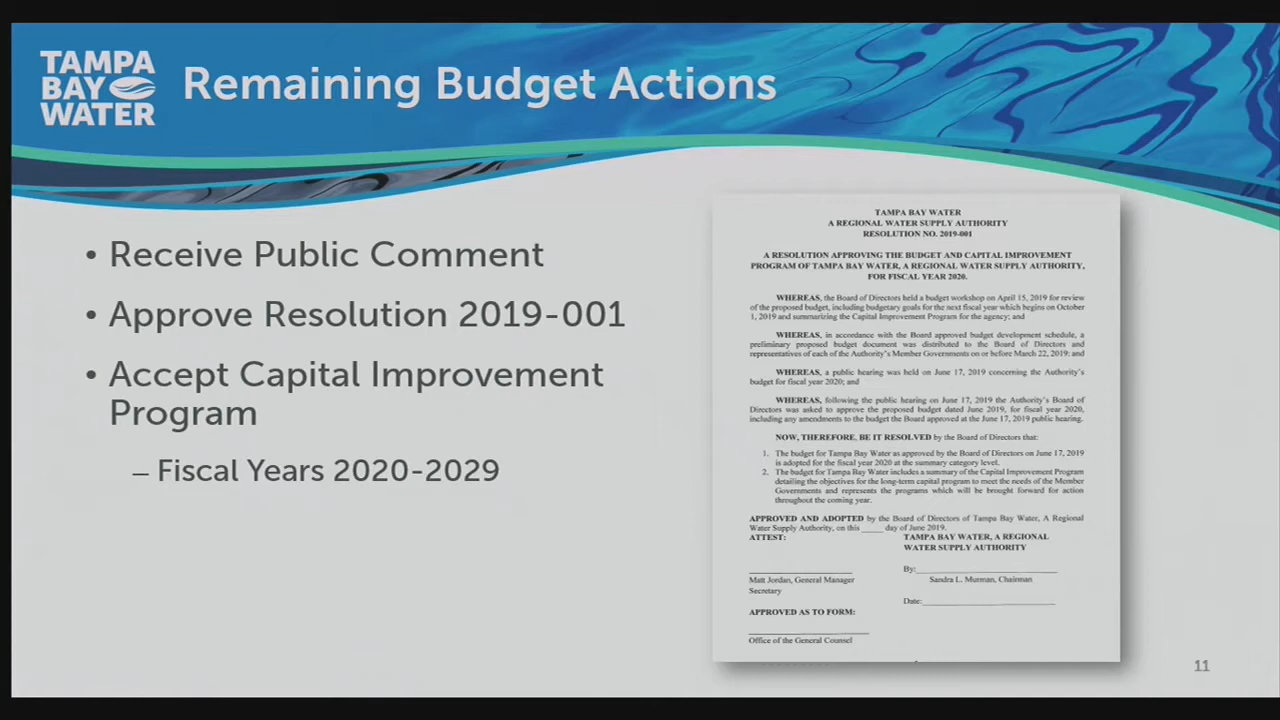 TAMPA
BAY
WATER
Remaining Budget Actions
• Receive Public Comment
• Approve Resolution 2019-001
• Accept Capital Improvement
Program
– Fiscal Years 2020-2029
TAMPA BAY WATER
A REGIONAL WATER SUPPLY AUTHORITY
RESOLUTION NO. 2019-001
A RESOLUTION APPROVING THE BUDGET AND CAPITAL IMPROVEMENT
PROGRAM OF TAMPA BAY WATER, A REGIONAL WATER SUPPLY AUTHORITY,
FOR FISCAL YEAR 2020.
WHEREAS, the Board of Directors held a budget workshop on April 15, 2019 for review
of the proposed budget, including budgetary goals for the next fiscal year which begins on October
1, 2019 and summarizing the Capital Improvement Program for the agency; and
WHEREAS, in accordance with the Board approved budget development schedule, a
preliminary proposed budget document was distributed to the Board of Directors and
representatives of each of the Authority's Member Governments on or before March 22, 2019; and
WHEREAS, a public hearing was held on June 17, 2019 concerning the Authority's
budget for fiscal year 2020; and
WHEREAS, following the public hearing on June 17, 2019 the Authority's Board of
Directors was asked to approve the proposed budget dated June 2019, for fiscal year 2020,
including any amendments to the budget the Board approved at the June 17, 2019 public hearing.
NOW, THEREFORE, BE IT RESOLVED by the Board of Directors that:
1. The budget for Tampa Bay Water as approved by the Board of Directors on June 17, 2019
is adopted for the fiscal year 2020 at the summary category level.
2. The budget for Tampa Bay Water includes a summary of the Capital Improvement Program
detailing the objectives for the long-term capital program to meet the needs of the Member
Governments and represents the programs which will be brought forward for action
throughout the coming year.
APPROVED AND ADOPTED by the Board of Directors of Tampa Bay Water, A Regional
Water Supply Authority, on this _____ day of June 2019.
ATTEST:
TAMPA BAY WATER, A REGIONAL
WATER SUPPLY AUTHORITY
By:
Matt Jordan, General Manager
Secretary
Sandra L. Murman, Chairman
Date:
APPROVED AS TO FORM:
Office of the General Counsel
11